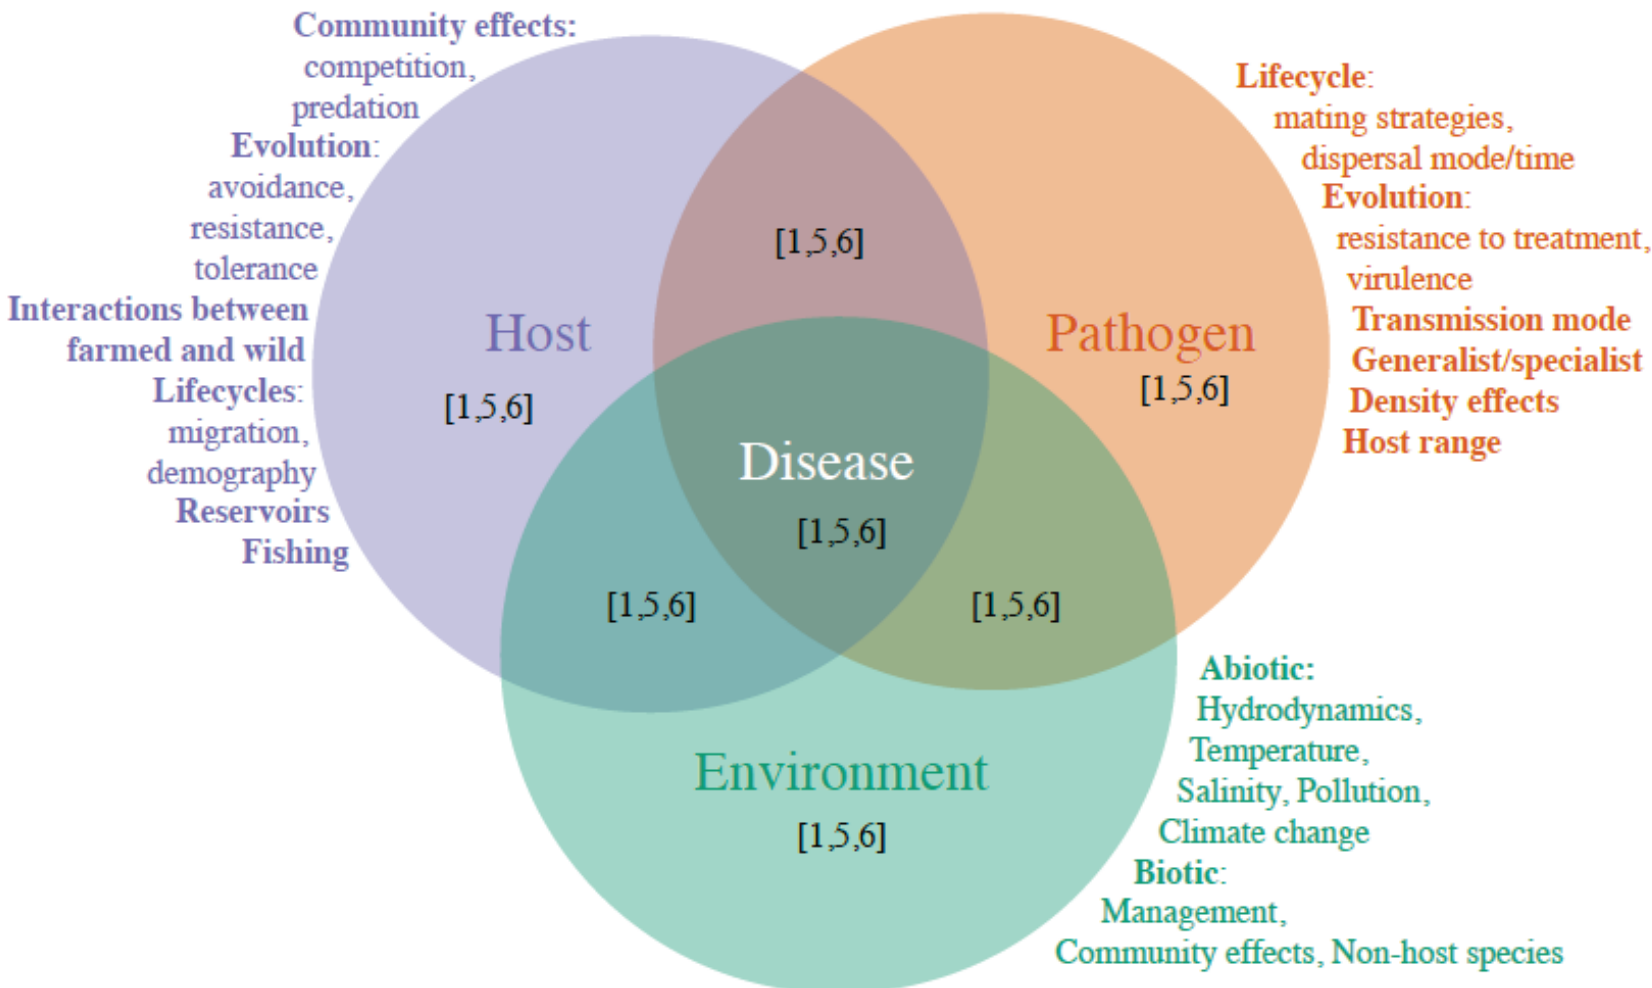 Community effects:
competition,
predation
Evolution:
avoidance,
resistance,
tolerance
Interactions between
farmed and wild
Lifecycles:
migration,
demography
Reservoirs
Fishing
Host
[1,5,6]
[1,5,6]
Pathogen
[1,5,6]
Lifecycle:
mating strategies,
dispersal mode/time
Evolution:
resistance to treatment,
virulence
Transmission mode
Generalist/specialist
Density effects
Host range
Disease
[1,5,6]
[1,5,6]
[1,5,6]
Environment
[1,5,6]
Abiotic:
Hydrodynamics,
Temperature,
Salinity, Pollution,
Climate change
Biotic:
Management,
Community effects, Non-host species